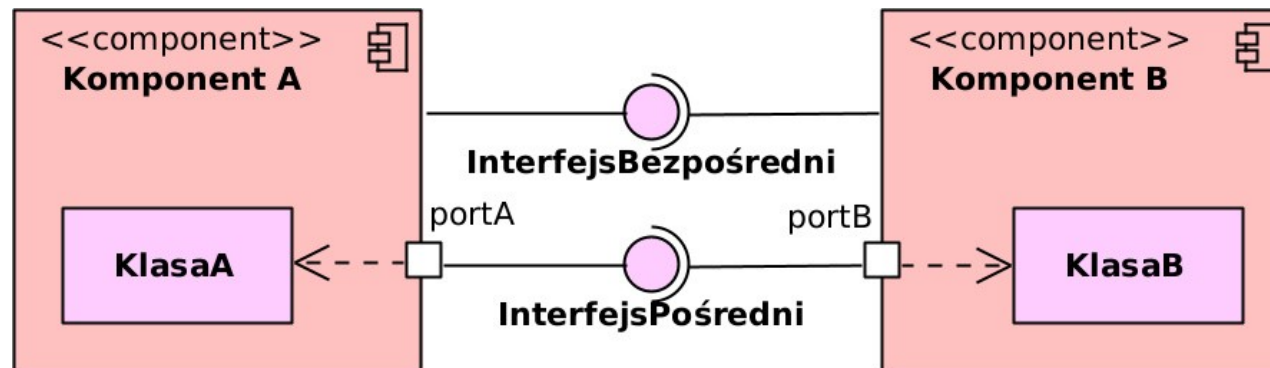 <<component>>
Komponent A
<<component>>
Komponent B
InterfejsBezpośredni
portA
portB
KlasaA
KlasaB
InterfejsPośredni